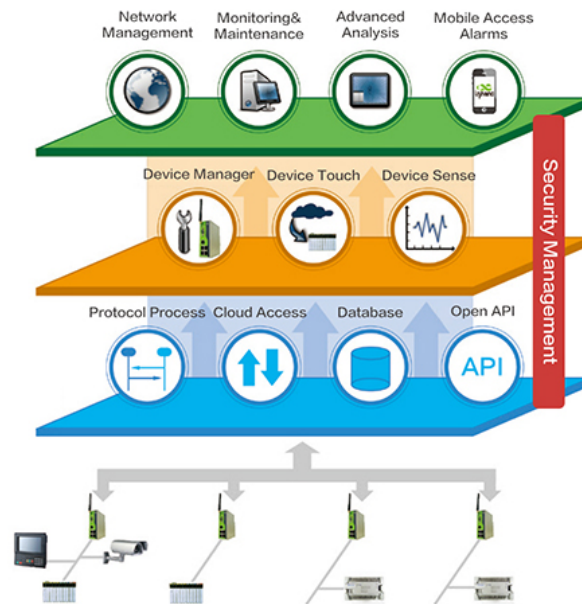 Network Management
Monitoring& Maintenance
Advanced Analysis
Mobile Access Alarms
Device Manager
Device Touch
Device Sense
Security Management
Protocol Process
Cloud Access
Database
Open API
API